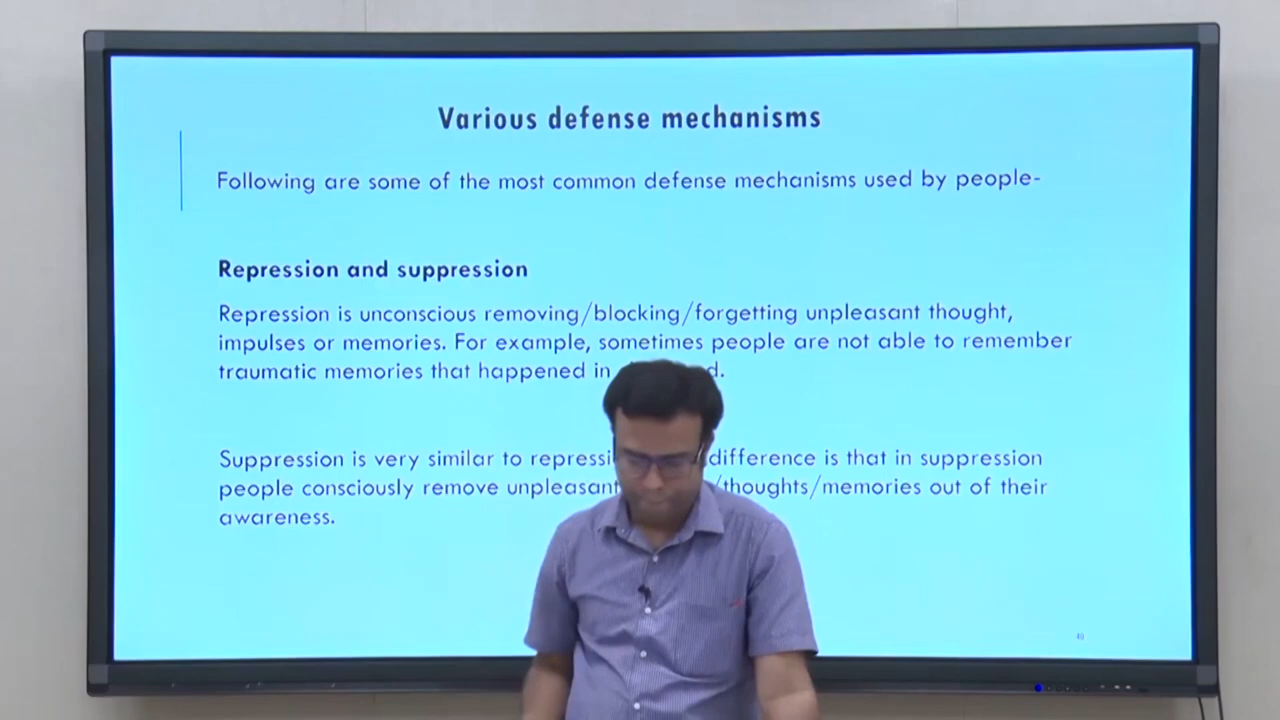 Various defense mechanisms
Following are some of the most common defense mechanisms used by people-
Repression and suppression
Repression is unconscious removing/blocking/forgetting unpleasant thought,
impulses or memories. For example, sometimes people are not able to remember
traumatic memories that happened in
Suppression is very similar to difference is that in suppression
people consciously remove unpleasant /thoughts/memories out of their
awareness.
40